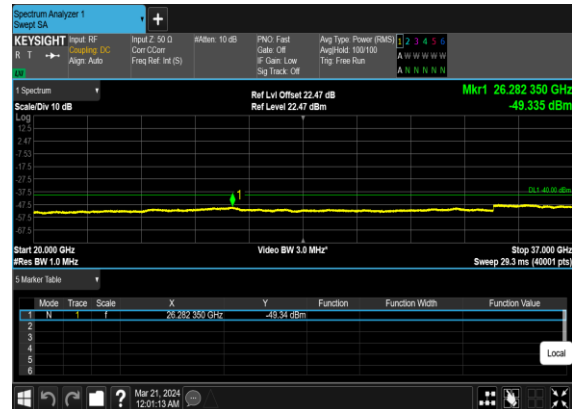 Spectrum Analyzer 1
Swept SA
KEYSIGHT Input: RF Input Z: 50 Ω #Atten: 10 dB PNO: Fast Avg Type: Power (RMS) 1 2 3 4 5 6
R T Coupling: DC Corr CCorr Gate: Off Avg|Hold: 100/100 A W W W W W
Align: Auto Freq Ref: Int (S) IF Gain: Low Trig: Free Run
LXI Sig Track: Off A N N N N N
1 Spectrum Ref Lvl Offset 22.47 dB Mkr1 26.282 350 GHz
Scale/Div 10 dB Ref Level 22.47 dBm -49.335 dBm
Log
12.5
2.47
-7.53
-17.5
-27.5
-37.5 1 DL1 -40.00 dBm
-47.5
-57.5
-67.5
Start 20.000 GHz Video BW 3.0 MHz* Stop 37.000 GHz
#Res BW 1.0 MHz Sweep 29.3 ms (40001 pts)
5 Marker Table
Mode Trace Scale X Y Function Function Width Function Value
1 N 1 f 26.282 350 GHz -49.34 dBm
2
3
4
5
6
Local
? Mar 21, 2024
12:01:13 AM